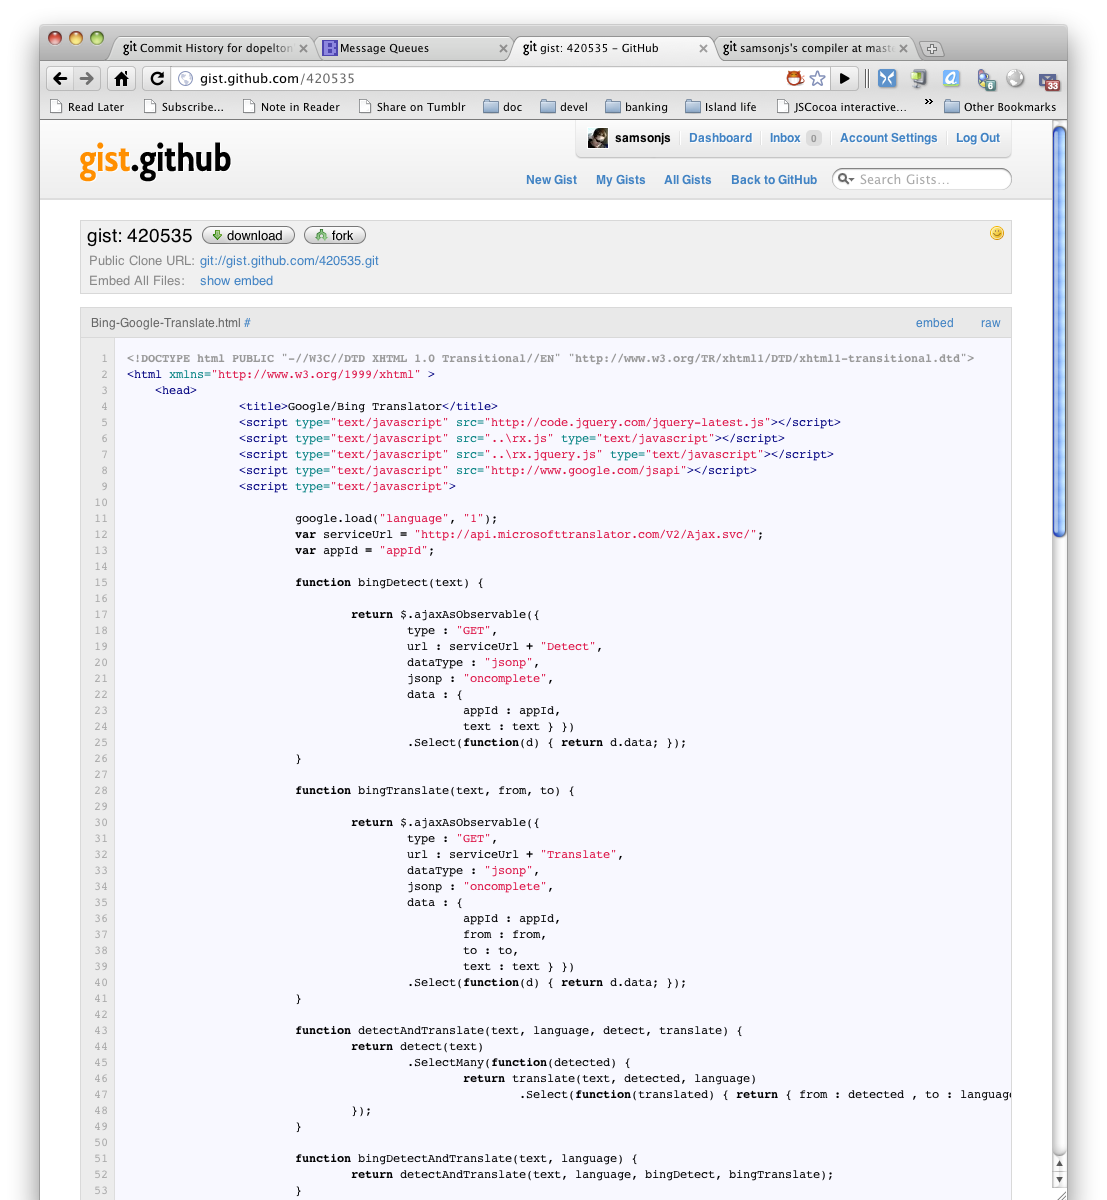 git Commit History for dopelton
Message Queues
git gist: 420535 – GitHub
git samsonjs's compiler at mast
gist.github.com/420535
Read Later
Subscribe...
Note in Reader
Share on Tumblr
doc
devel
banking
Island life
JSCocoa interactive...
»
Other Bookmarks
6
33
samsonjs
Dashboard
Inbox 0
Account Settings
Log Out
gist.github
New Gist
My Gists
All Gists
Back to GitHub
Search Gists...
gist: 420535
download
fork
Public Clone URL: git://gist.github.com/420535.git
Embed All Files: show embed
Bing-Google-Translate.html #
embed
raw
1 <!DOCTYPE html PUBLIC "-//W3C//DTD XHTML 1.0 Transitional//EN" "http://www.w3.org/TR/xhtml1/DTD/xhtml1-transitional.dtd">
2 <html xmlns="http://www.w3.org/1999/xhtml" >
3 <head>
4 <title>Google/Bing Translator</title>
5 <script type="text/javascript" src="http://code.jquery.com/jquery-latest.js"></script>
6 <script type="text/javascript" src="..\rx.js" type="text/javascript"></script>
7 <script type="text/javascript" src="..\rx.jquery.js" type="text/javascript"></script>
8 <script type="text/javascript" src="http://www.google.com/jsapi"></script>
9 <script type="text/javascript">
10
11 google.load("language", "1");
12 var serviceUrl = "http://api.microsofttranslator.com/V2/Ajax.svc/";
13 var appId = "appId";
14
15 function bingDetect(text) {
16
17 return $.ajaxAsObservable({
18 type : "GET",
19 url : serviceUrl + "Detect",
20 dataType : "jsonp",
21 jsonp : "oncomplete",
22 data : {
23 appId : appId,
24 text : text } })
25 .Select(function(d) { return d.data; });
26 }
27
28 function bingTranslate(text, from, to) {
29
30 return $.ajaxAsObservable({
31 type : "GET",
32 url : serviceUrl + "Translate",
33 dataType : "jsonp",
34 jsonp : "oncomplete",
35 data : {
36 appId : appId,
37 from : from,
38 to : to,
39 text : text } })
40 .Select(function(d) { return d.data; });
41 }
42
43 function detectAndTranslate(text, language, detect, translate) {
44 return detect(text)
45 .SelectMany(function(detected) {
46 return translate(text, detected, language)
47 .Select(function(translated) { return { from : detected , to : language
48 });
49 }
50
51 function bingDetectAndTranslate(text, language) {
52 return detectAndTranslate(text, language, bingDetect, bingTranslate);
53 }